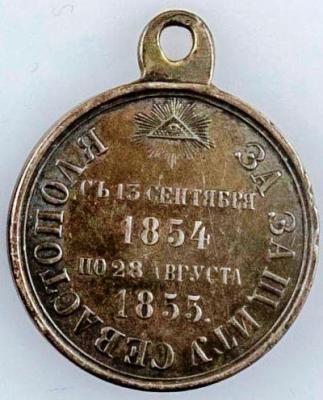 ЗА ЗАЩИТУ СЕВАСТОПОЛЯ
СЪ 13 СЕНТЯБРЯ
1854
ПО 28 АВГУСТА
1855.